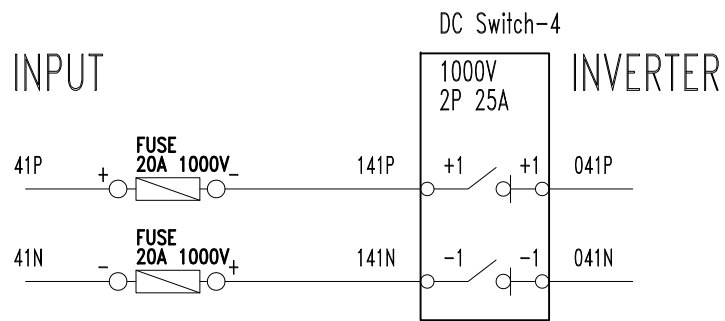 DC Switch-4
INPUT
1000V
2P 25A
INVERTER
FUSE
20A 1000V
41P
+
-
141P
+1
+1
041P
FUSE
20A 1000V
41N
-
+
141N
-1
-1
041N